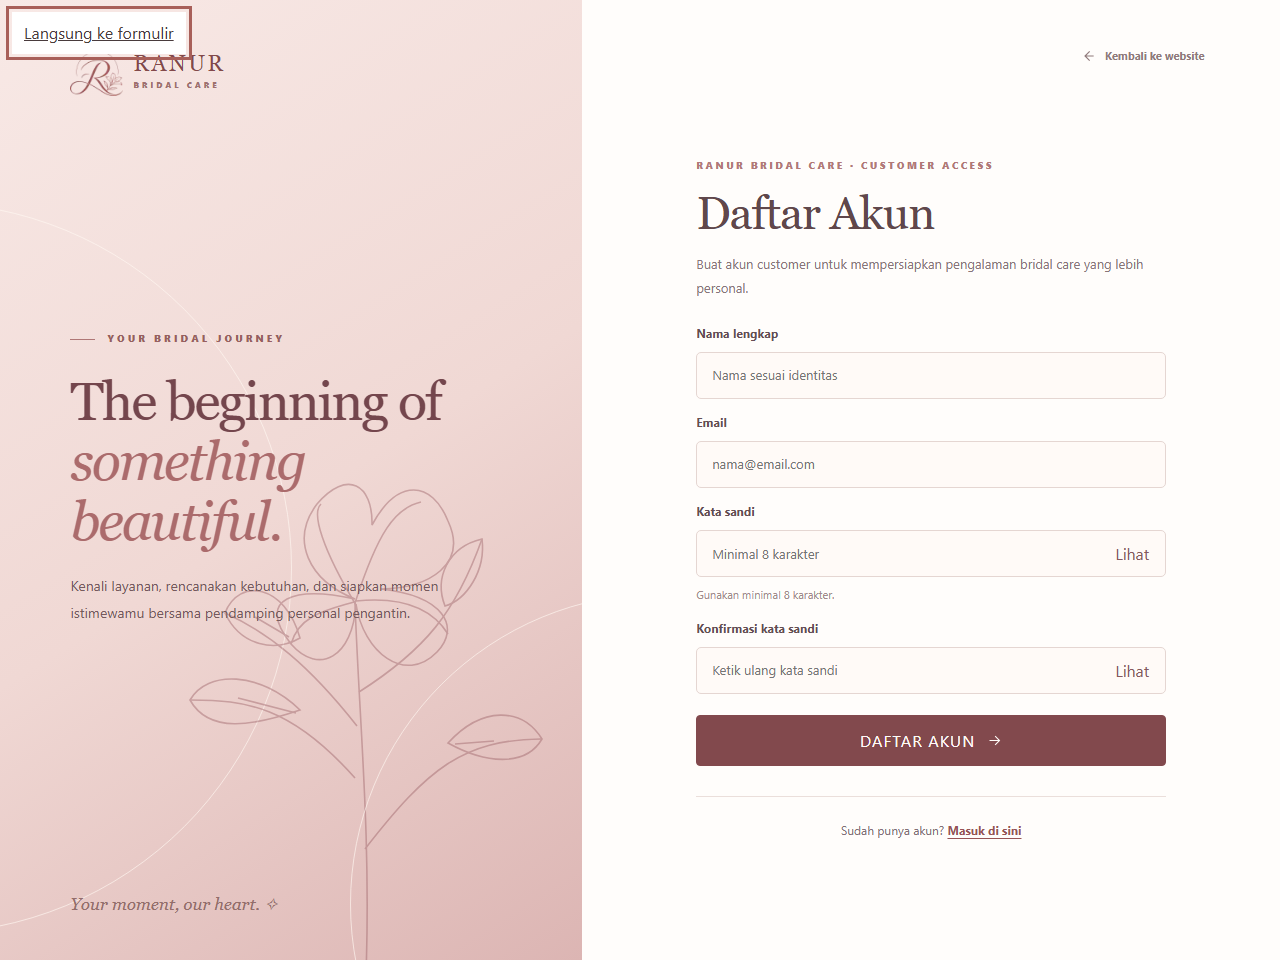 Langsung ke formulir
RANUR
BRIDAL CARE
YOUR BRIDAL JOURNEY
The beginning of
something
beautiful.
Kenali layanan, rencanakan kebutuhan, dan siapkan momen
istimewamu bersama pendamping personal pengantin.
Your moment, our heart.
Kembali ke website
RANUR BRIDAL CARE • CUSTOMER ACCESS
Daftar Akun
Buat akun customer untuk mempersiapkan pengalaman bridal care yang lebih
personal.
Nama lengkap
Nama sesuai identitas
Email
nama@email.com
Kata sandi
Minimal 8 karakter Lihat
Gunakan minimal 8 karakter.
Konfirmasi kata sandi
Ketik ulang kata sandi Lihat
DAFTAR AKUN →
Sudah punya akun? Masuk di sini